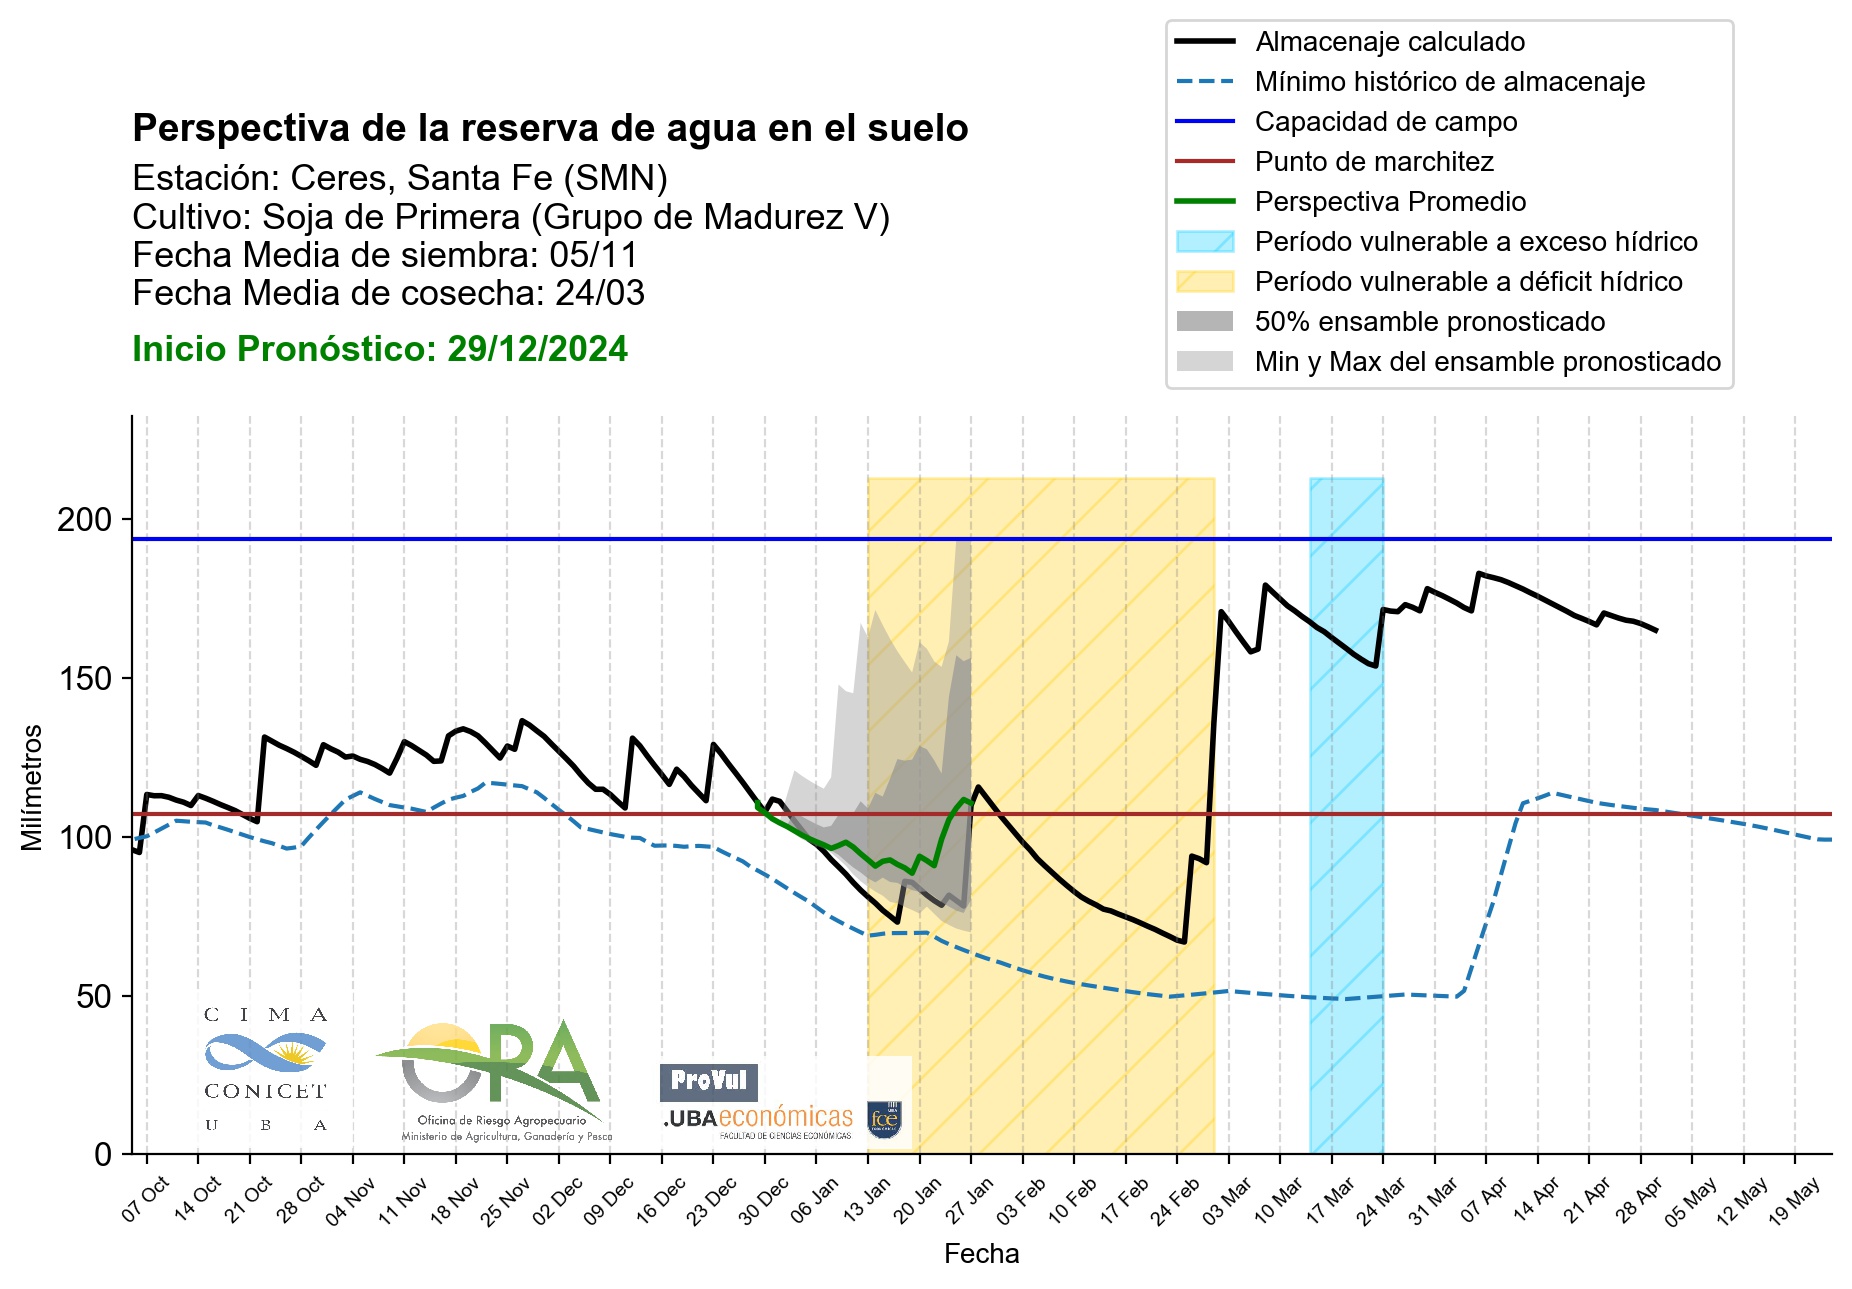 Almacenaje calculado
Mínimo histórico de almacenaje
Capacidad de campo
Punto de marchitez
Perspectiva Promedio
Período vulnerable a exceso hídrico
Período vulnerable a déficit hídrico
50% ensamble pronosticado
Min y Max del ensamble pronosticado
Perspectiva de la reserva de agua en el suelo
Estación: Ceres, Santa Fe (SMN)
Cultivo: Soja de Primera (Grupo de Madurez V)
Fecha Media de siembra: 05/11
Fecha Media de cosecha: 24/03
Inicio Pronóstico: 29/12/2024
Milímetros
200
150
100
50
0
C I M A
CONICET
U B A
ORA
Oficina de Riesgo Agropecuario
Ministerio de Agricultura, Ganadería y Pesca
ProVul
.UBAeconómicas
FACULTAD DE CIENCIAS ECONÓMICAS
UBA
fce
07 Oct
14 Oct
21 Oct
28 Oct
04 Nov
11 Nov
18 Nov
25 Nov
02 Dec
09 Dec
16 Dec
23 Dec
30 Dec
06 Jan
13 Jan
20 Jan
27 Jan
03 Feb
10 Feb
17 Feb
24 Feb
03 Mar
10 Mar
17 Mar
24 Mar
31 Mar
07 Apr
14 Apr
21 Apr
28 Apr
05 May
12 May
19 May
Fecha